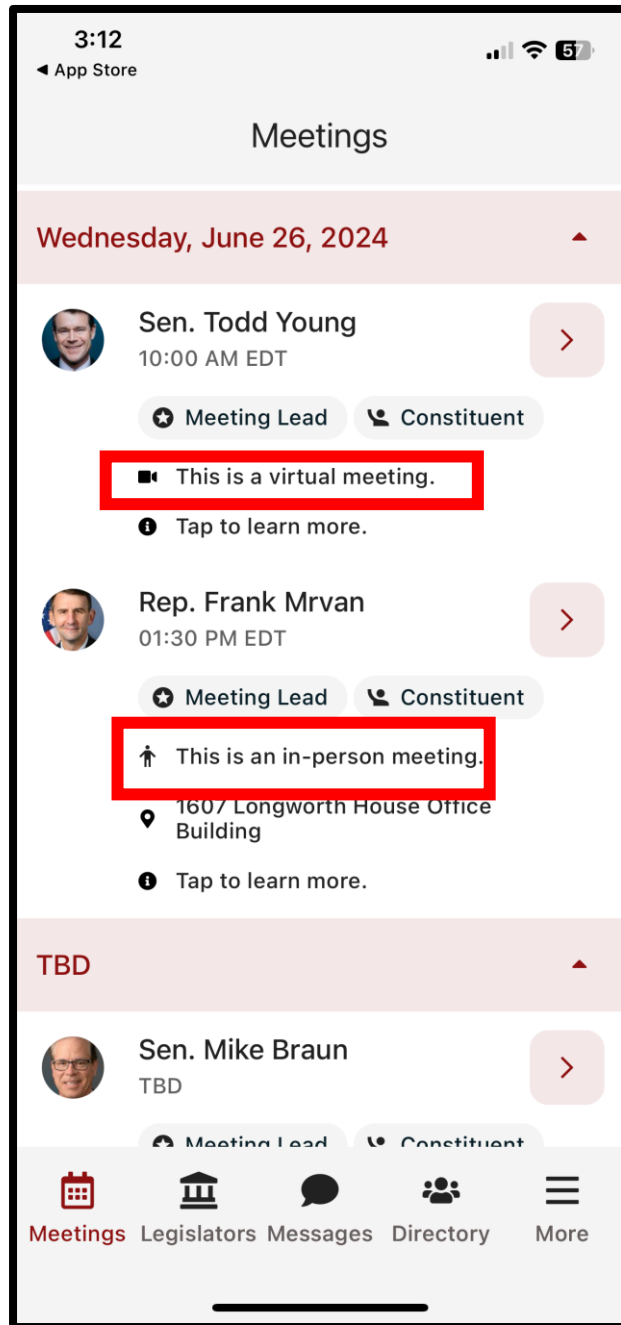 3:12
◀ App Store
57
Meetings
Wednesday, June 26, 2024
Sen. Todd Young
10:00 AM EDT
Meeting Lead Constituent
This is a virtual meeting.
Tap to learn more.
Rep. Frank Mrvan
01:30 PM EDT
Meeting Lead Constituent
This is an in-person meeting.
1607 Longworth House Office
Building
Tap to learn more.
TBD
Sen. Mike Braun
TBD
Meeting Lead Constituent
Meetings Legislators Messages Directory More